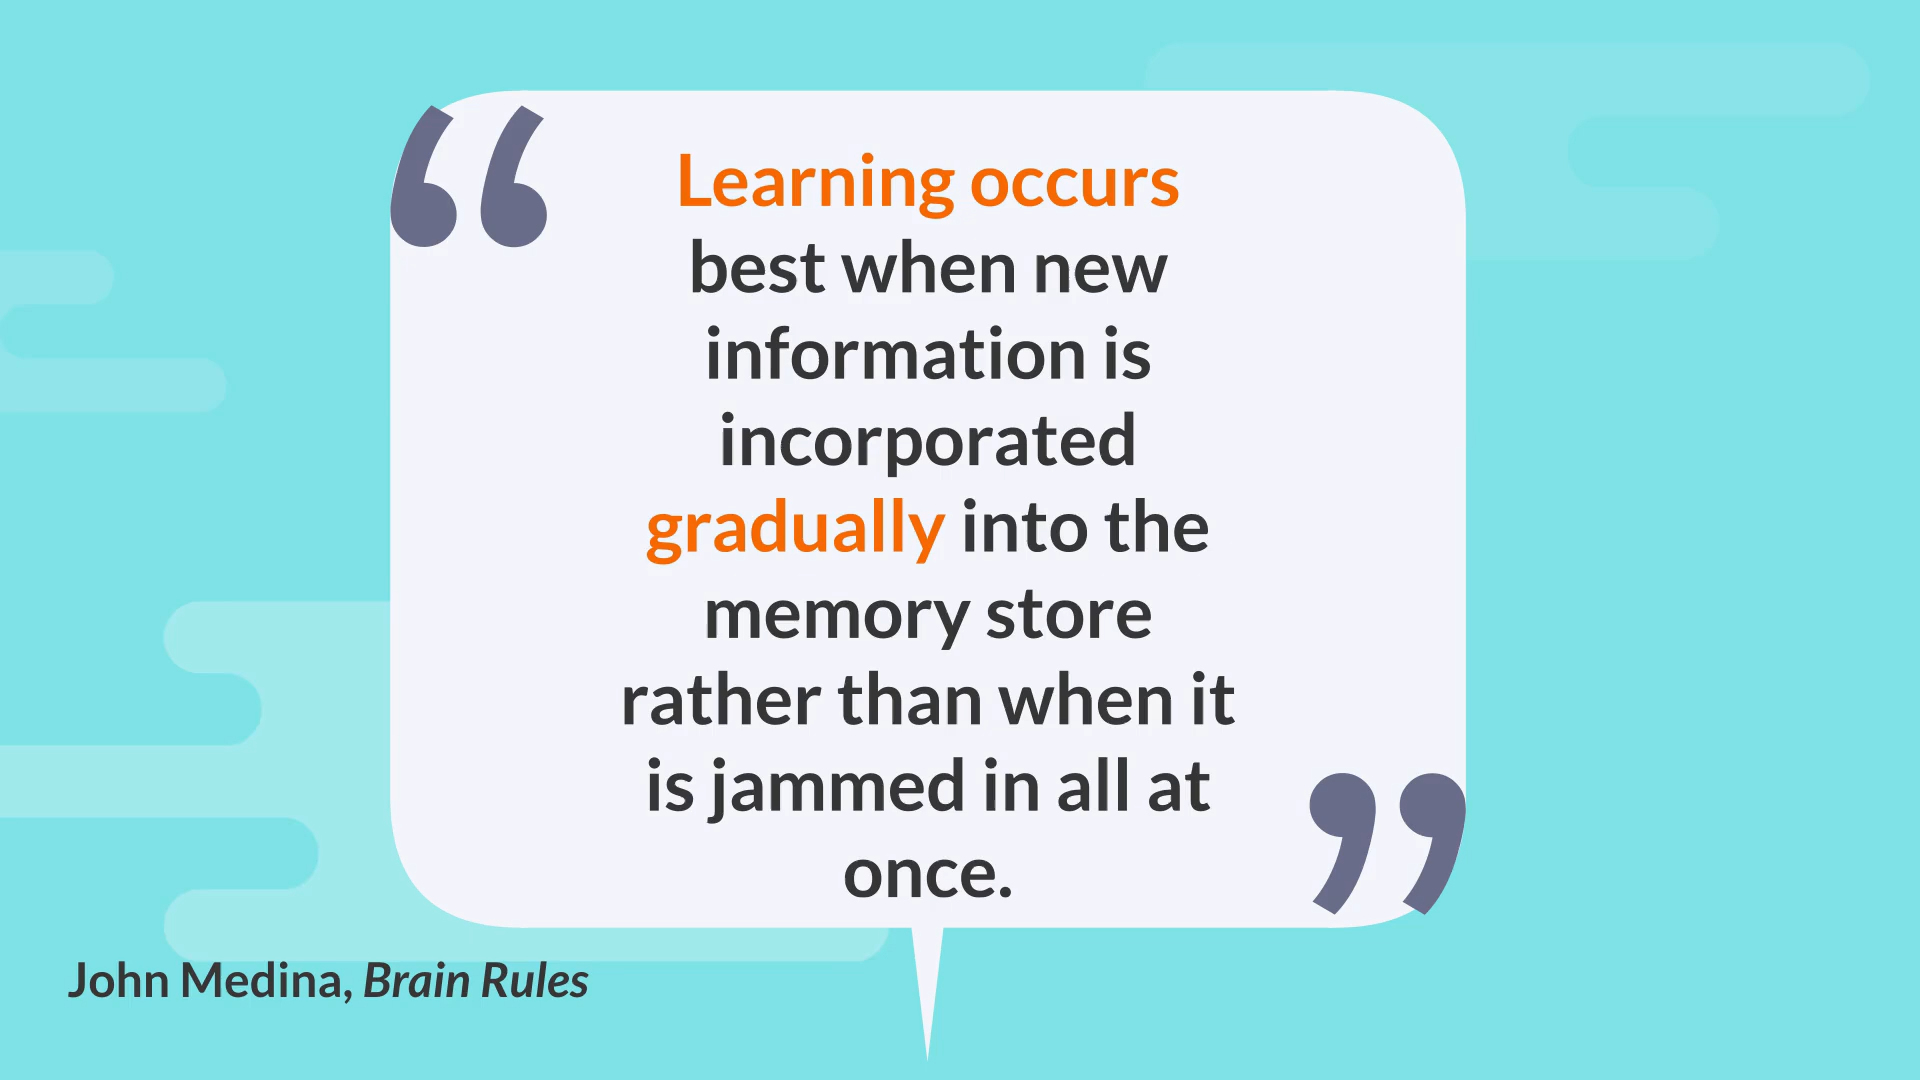 “
Learning occurs
best when new
information is
incorporated
gradually into the
memory store
rather than when it
is jammed in all at
once.
”
John Medina, Brain Rules